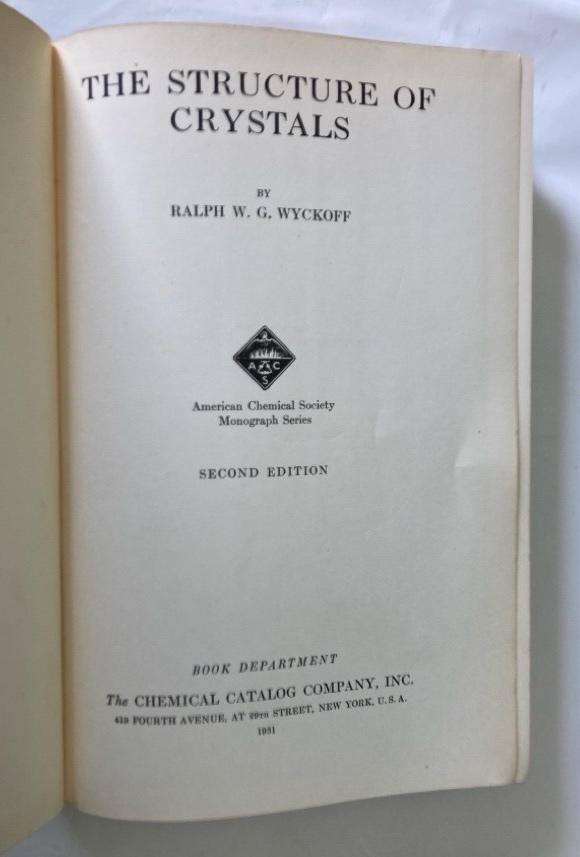 THE STRUCTURE OF
CRYSTALS
BY
RALPH W. G. WYCKOFF
A C
S
American Chemical Society
Monograph Series
SECOND EDITION
BOOK DEPARTMENT
The CHEMICAL CATALOG COMPANY, INC.
419 FOURTH AVENUE, AT 29TH STREET, NEW YORK, U. S. A.
1931